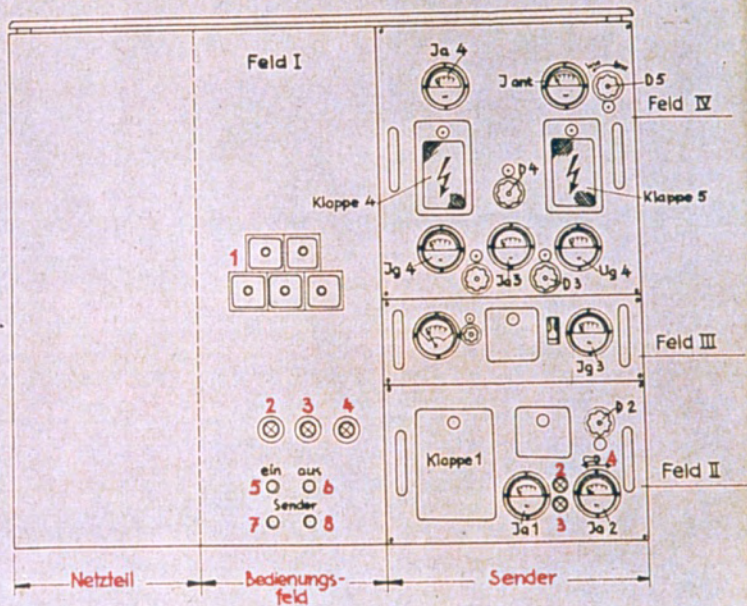 Feld I
Ja 4
J ant
D5
Feld IV
Klappe 4
D4
Klappe 5
1
Jg 4
Ja 3
D3
Ug 4
Feld III
Jg 3
2 3 4
D 2
Klappe 1
2 4
Feld II
ein aus
5 6
Sender
7 8
Ja 1
3
Ja 2
Netzteil
Bedienungs-
feld
Sender